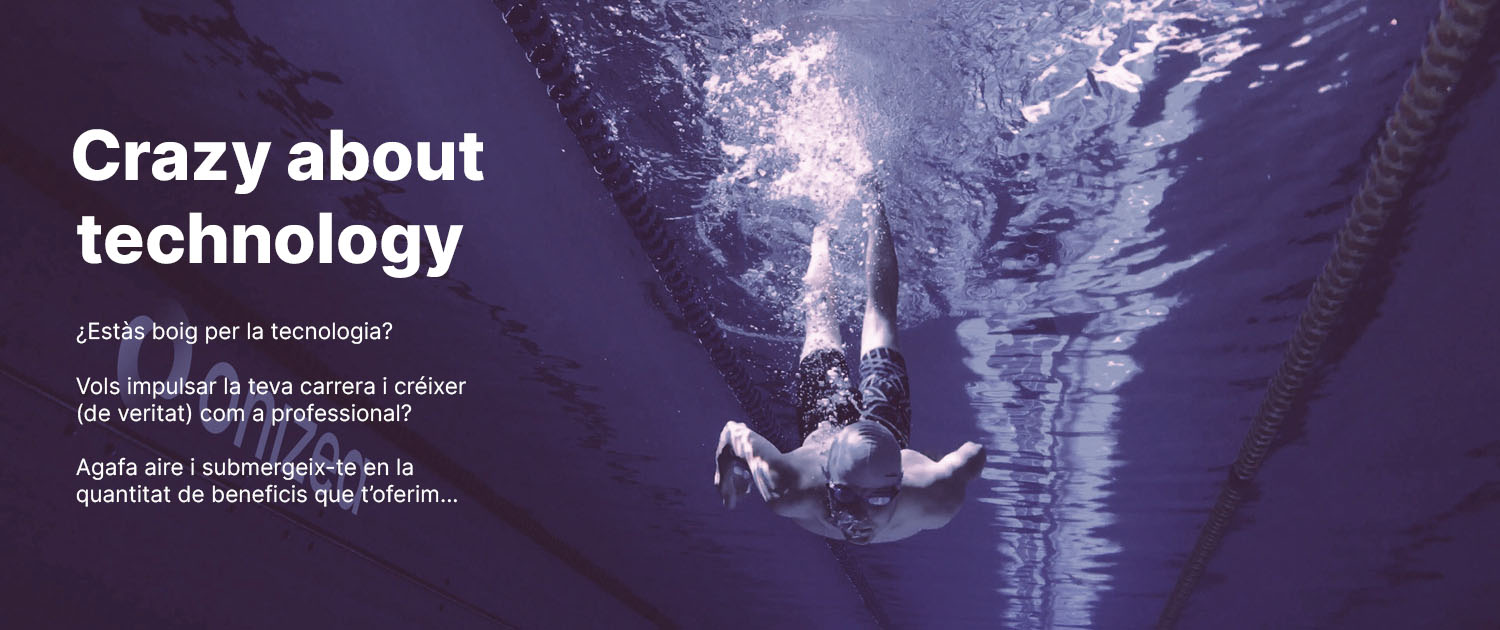 Crazy about
technology
¿Estàs boig per la tecnologia?
Vols impulsar la teva carrera i créixer
(de veritat) com a professional?
Agafa aire i submergeix-te en la
quantitat de beneficis que t’oferim...
onizea